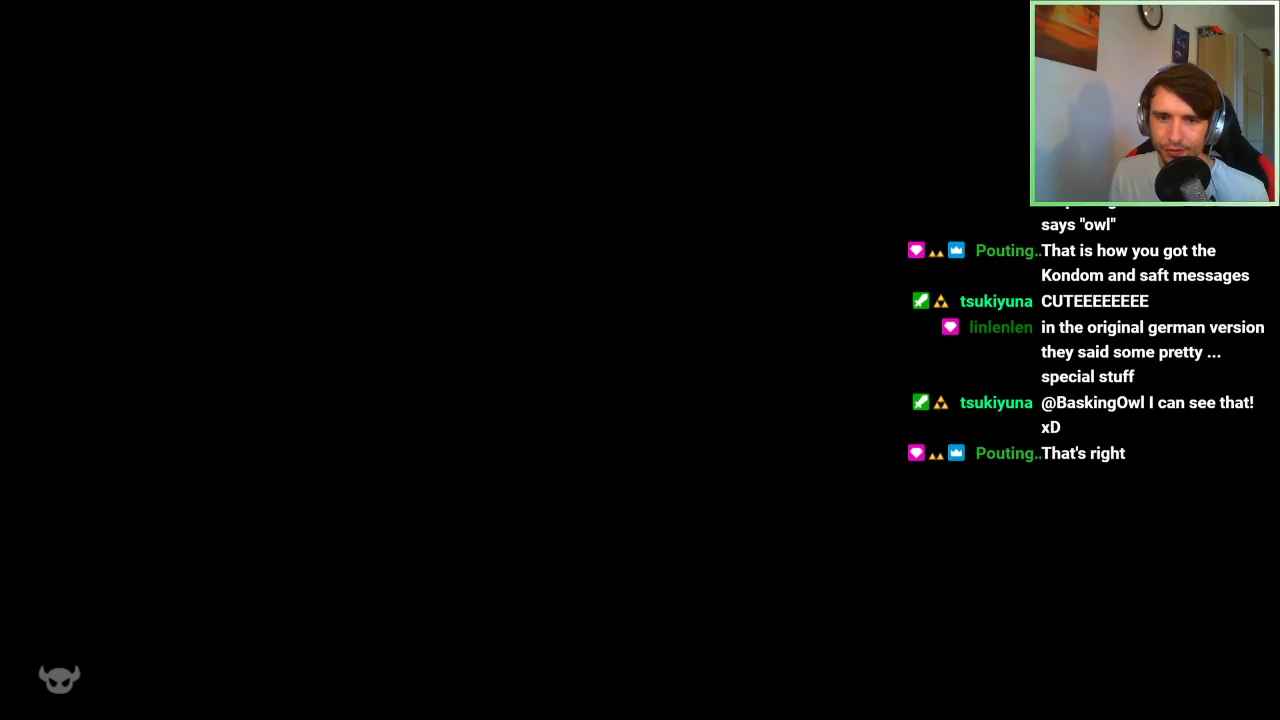 says "owl"
Pouting.. That is how you got the
Kondom and saft messages
tsukiyuna CUTEEEEEEEE
linlenlen in the original german version
they said some pretty ...
special stuff
tsukiyuna @BaskingOwl I can see that!
xD
Pouting.. That's right